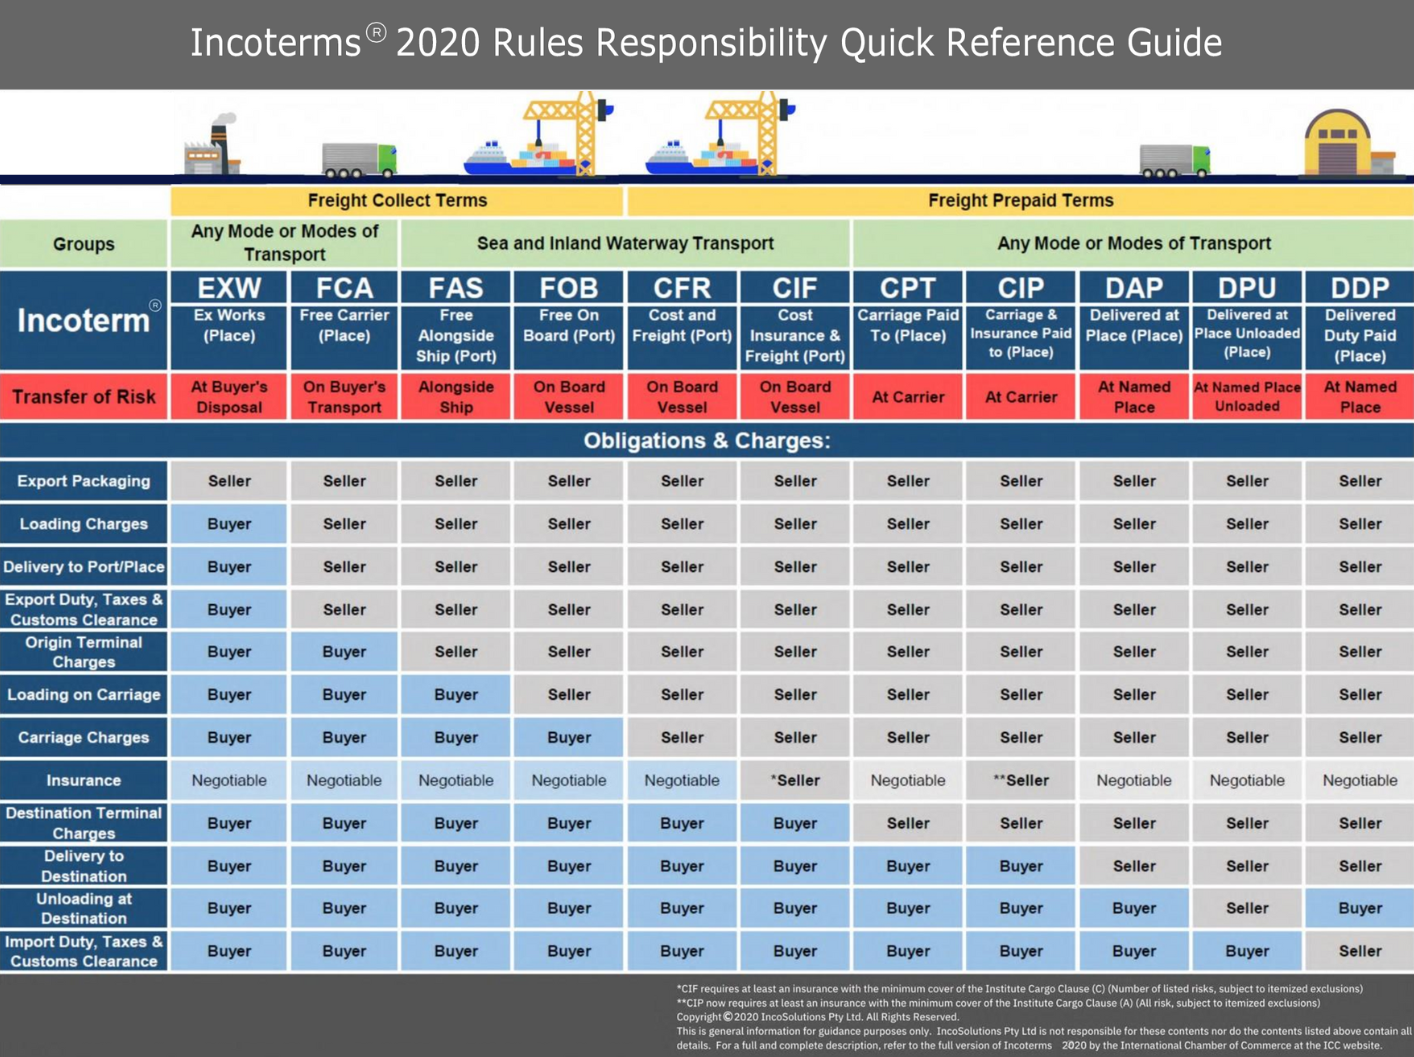 Incoterms® 2020 Rules Responsibility Quick Reference Guide
Freight Collect Terms Freight Prepaid Terms
Groups Any Mode or Modes of Transport Sea and Inland Waterway Transport Any Mode or Modes of Transport
Incoterm® EXW FCA FAS FOB CFR CIF CPT CIP DAP DPU DDP
Ex Works (Place) Free Carrier (Place) Free Alongside Ship (Port) Free On Board (Port) Cost and Freight (Port) Cost Insurance & Freight (Port) Carriage Paid To (Place) Carriage & Insurance Paid to (Place) Delivered at Place (Place) Delivered at Place Unloaded (Place) Delivered Duty Paid (Place)
Transfer of Risk At Buyer's Disposal On Buyer's Transport Alongside Ship On Board Vessel On Board Vessel On Board Vessel At Carrier At Carrier At Named Place At Named Place Unloaded At Named Place
Obligations & Charges:
Export Packaging Seller Seller Seller Seller Seller Seller Seller Seller Seller Seller Seller
Loading Charges Buyer Seller Seller Seller Seller Seller Seller Seller Seller Seller Seller
Delivery to Port/Place Buyer Seller Seller Seller Seller Seller Seller Seller Seller Seller Seller
Export Duty, Taxes & Customs Clearance Buyer Seller Seller Seller Seller Seller Seller Seller Seller Seller Seller
Origin Terminal Charges Buyer Buyer Seller Seller Seller Seller Seller Seller Seller Seller Seller
Loading on Carriage Buyer Buyer Buyer Seller Seller Seller Seller Seller Seller Seller Seller
Carriage Charges Buyer Buyer Buyer Buyer Seller Seller Seller Seller Seller Seller Seller
Insurance Negotiable Negotiable Negotiable Negotiable Negotiable *Seller Negotiable **Seller Negotiable Negotiable Negotiable
Destination Terminal Charges Buyer Buyer Buyer Buyer Buyer Buyer Seller Seller Seller Seller Seller
Delivery to Destination Buyer Buyer Buyer Buyer Buyer Buyer Buyer Buyer Seller Seller Seller
Unloading at Destination Buyer Buyer Buyer Buyer Buyer Buyer Buyer Buyer Buyer Seller Buyer
Import Duty, Taxes & Customs Clearance Buyer Buyer Buyer Buyer Buyer Buyer Buyer Buyer Buyer Buyer Seller
*CIF requires at least an insurance with the minimum cover of the Institute Cargo Clause (C) (Number of listed risks, subject to itemized exclusions)
**CIP now requires at least an insurance with the minimum cover of the Institute Cargo Clause (A) (All risk, subject to itemized exclusions)
Copyright©2020 IncoSolutions Pty Ltd. All Rights Reserved.
This is general information for guidance purposes only. IncoSolutions Pty Ltd is not responsible for these contents nor do the contents listed above contain all
details. For a full and complete description, refer to the full version of Incoterms 2020 by the International Chamber of Commerce at the ICC website.